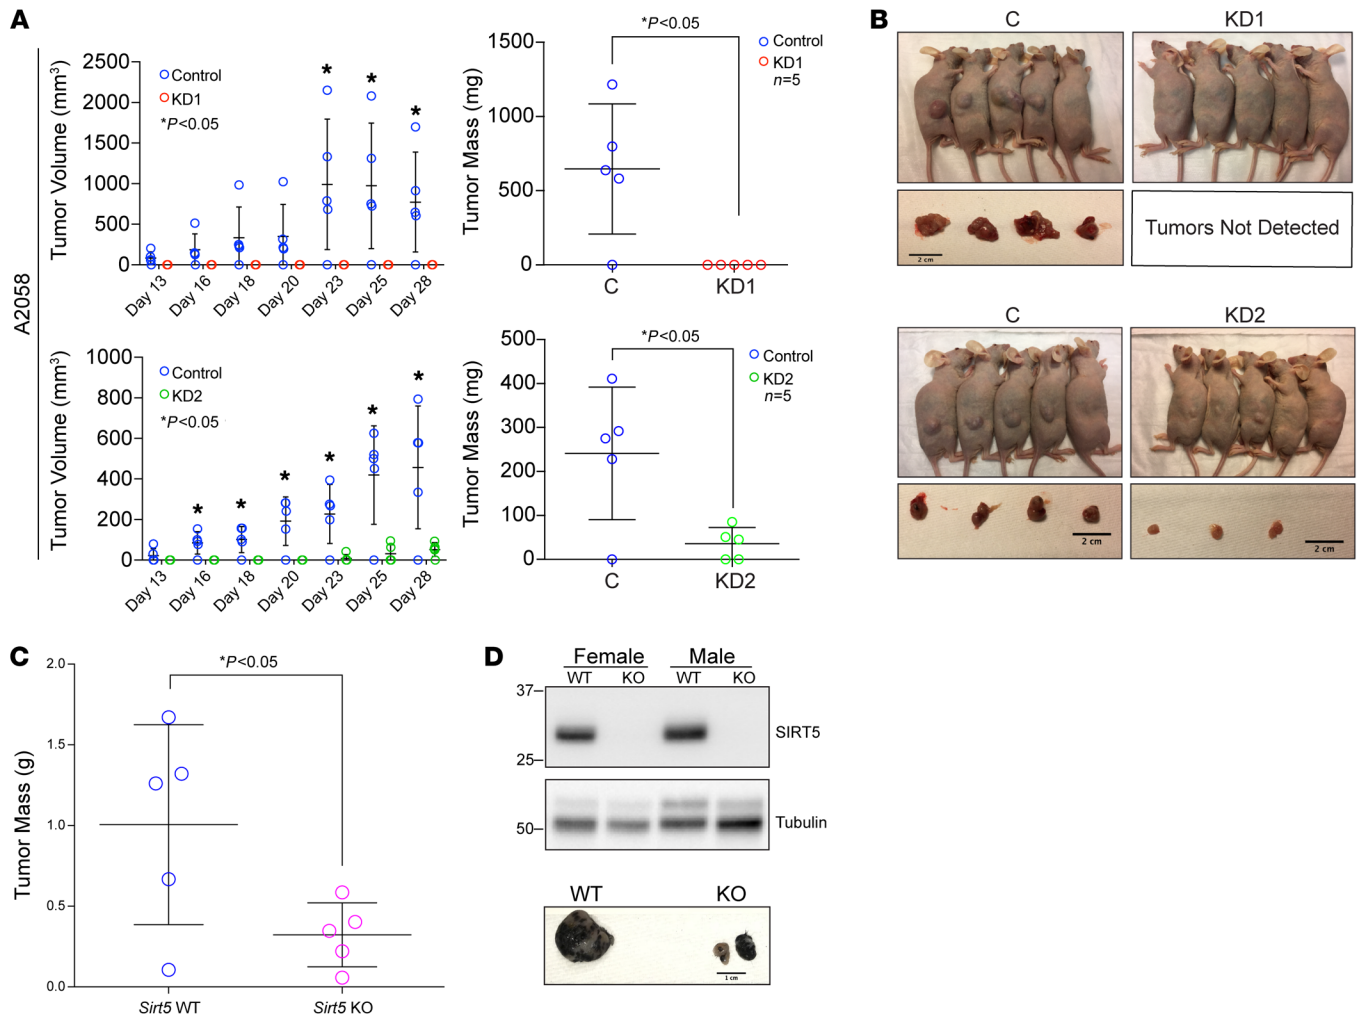 A
A2058
Tumor Volume (mm³)
2500
2000
1500
1000
500
0
Control
KD1
*P<0.05
*
*
*
Day 13
Day 16
Day 18
Day 20
Day 23
Day 25
Day 28
Tumor Mass (mg)
1500
1000
500
0
*P<0.05
Control
KD1
n=5
C
KD1
Tumor Volume (mm³)
1000
800
600
400
200
0
Control
KD2
*P<0.05
*
*
*
*
*
*
Day 13
Day 16
Day 18
Day 20
Day 23
Day 25
Day 28
Tumor Mass (mg)
500
400
300
200
100
0
*P<0.05
Control
KD2
n=5
C
KD2
B
C
KD1
2 cm
Tumors Not Detected
C
KD2
2 cm
2 cm
C
Tumor Mass (g)
2.0
1.5
1.0
0.5
0.0
*P<0.05
Sirt5 WT
Sirt5 KO
D
Female
Male
WT
KO
WT
KO
37
25
SIRT5
50
Tubulin
WT
KO
1 cm